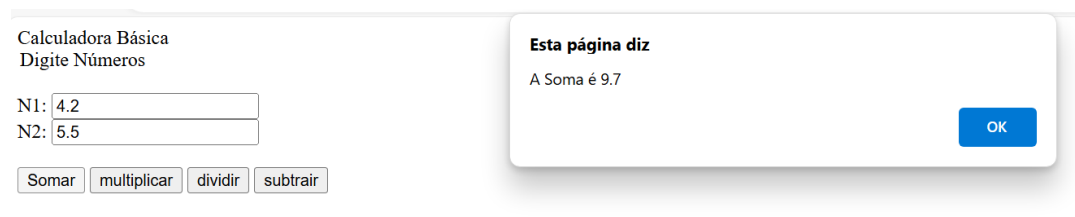 Calculadora Básica
Digite Números
N1: 4.2
N2: 5.5
Somar multiplicar dividir subtrair
Esta página diz
A Soma é 9.7
OK